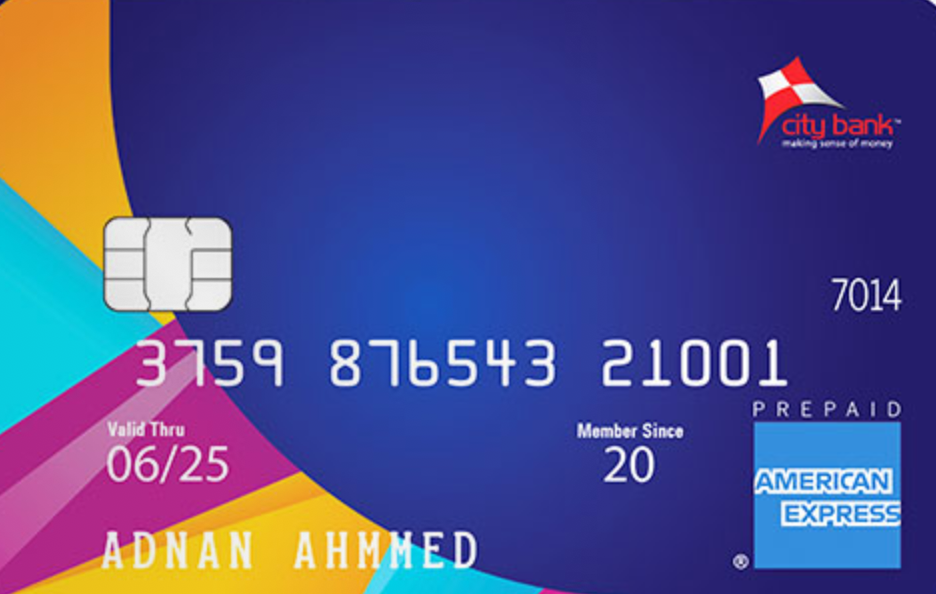 city bank™
making sense of money
7014
3759 876543 21001
PREPAID
Valid Thru
06/25
Member Since
20
AMERICAN
EXPRESS
®
ADNAN AHMMED